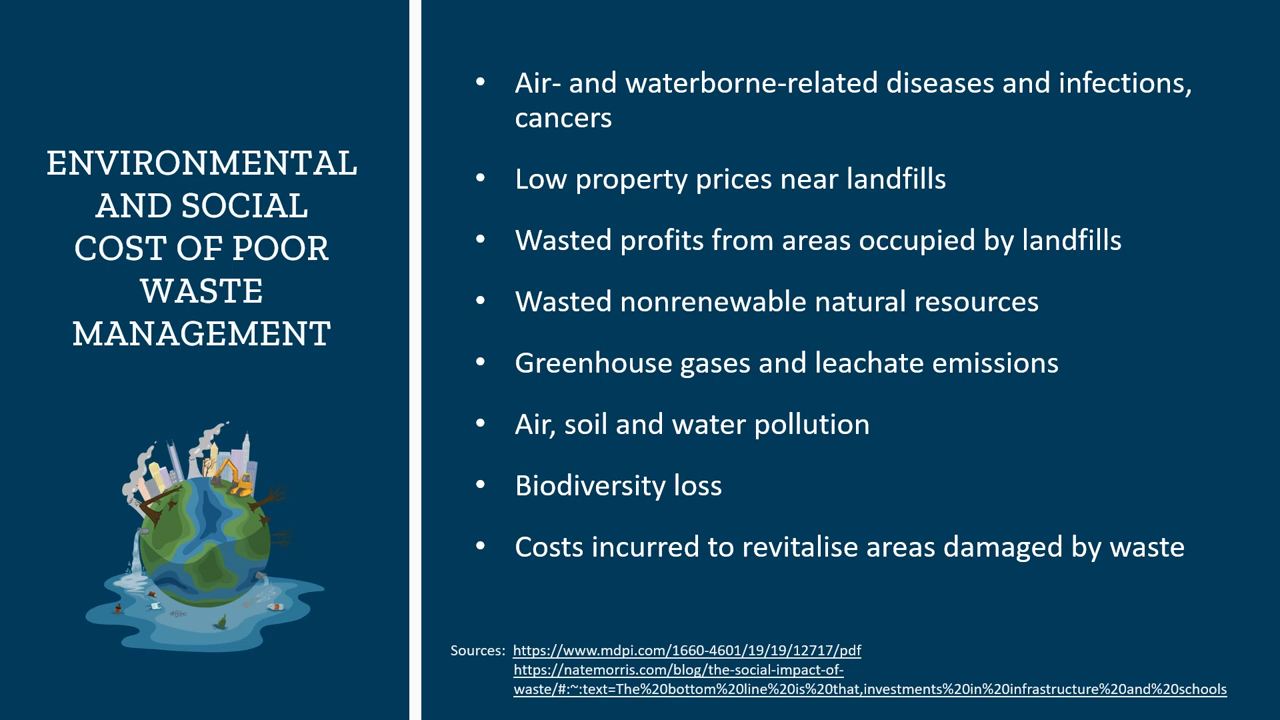 ENVIRONMENTAL
AND SOCIAL
COST OF POOR
WASTE
MANAGEMENT
• Air- and waterborne-related diseases and infections,
cancers
• Low property prices near landfills
• Wasted profits from areas occupied by landfills
• Wasted nonrenewable natural resources
• Greenhouse gases and leachate emissions
• Air, soil and water pollution
• Biodiversity loss
• Costs incurred to revitalise areas damaged by waste
Sources: https://www.mdpi.com/1660-4601/19/19/12717/pdf
https://natemorris.com/blog/the-social-impact-of-
waste/#:~:text=The%20bottom%20line%20is%20that,investments%20in%20infrastructure%20and%20schools